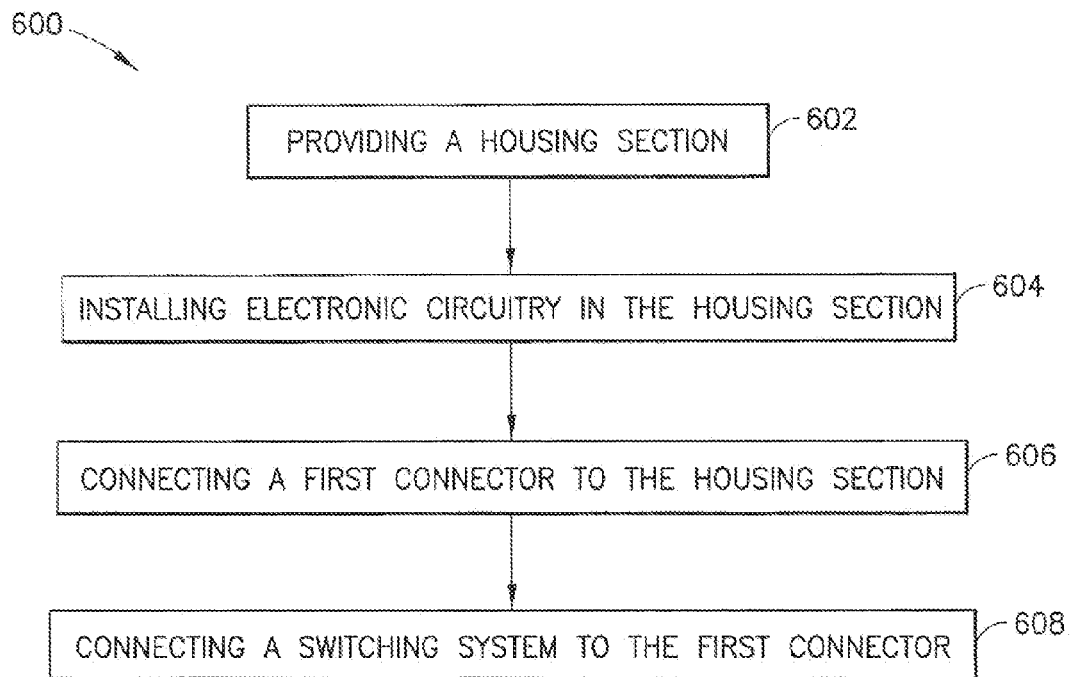 600
PROVIDING A HOUSING SECTION
602
INSTALLING ELECTRONIC CIRCUITRY IN THE HOUSING SECTION
604
CONNECTING A FIRST CONNECTOR TO THE HOUSING SECTION
606
CONNECTING A SWITCHING SYSTEM TO THE FIRST CONNECTOR
608